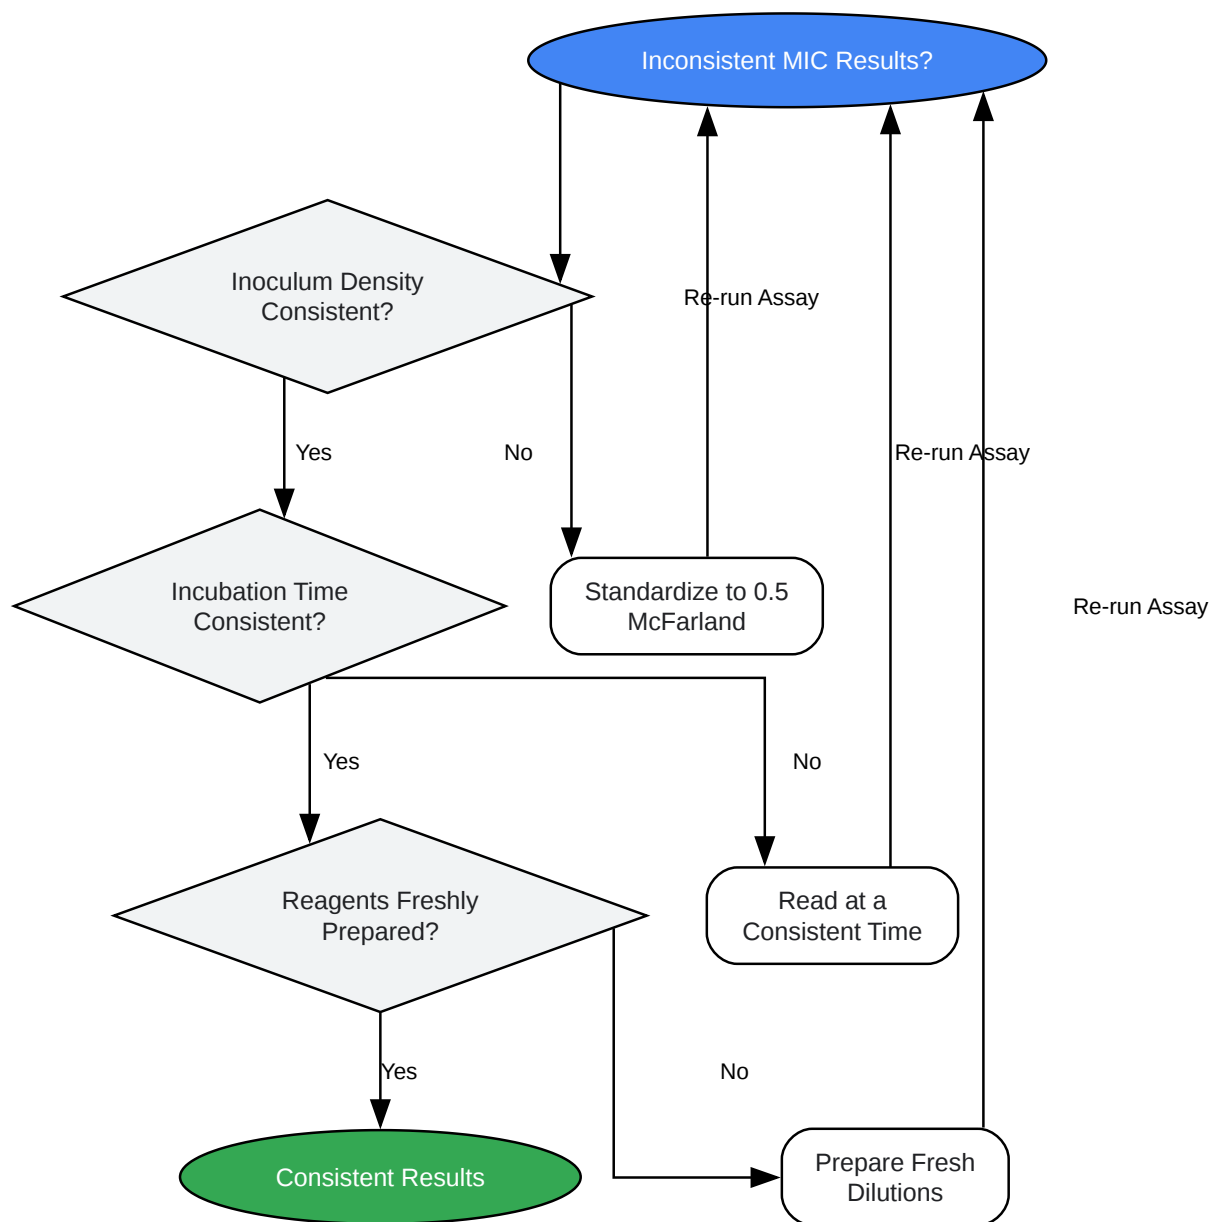 Inconsistent MIC Results?
Inoculum Density
Consistent?
Re-run Assay
Yes
No
Re-run Assay
Incubation Time
Consistent?
Standardize to 0.5
McFarland
Re-run Assay
Yes
No
Reagents Freshly
Prepared?
Read at a
Consistent Time
Yes
No
Consistent Results
Prepare Fresh
Dilutions